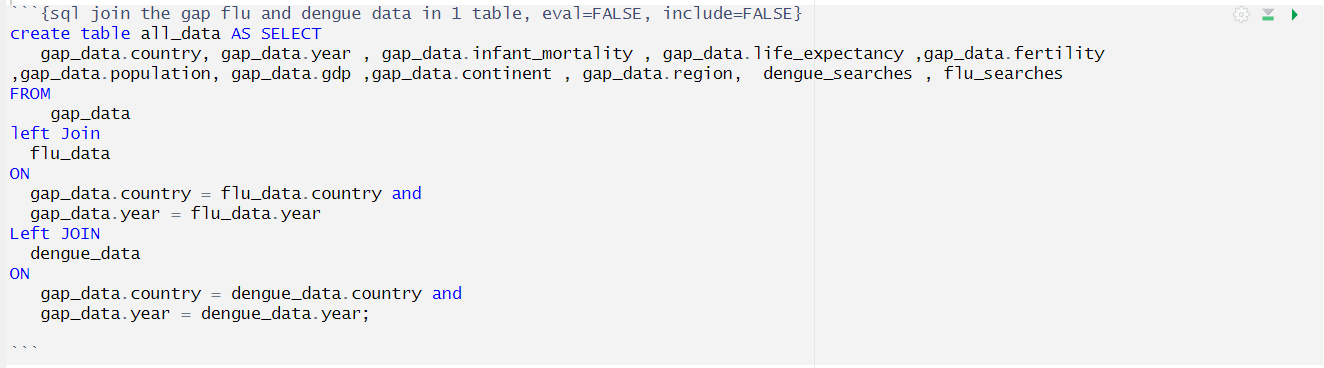 ```{sql join the gap flu and dengue data in 1 table, eval=FALSE, include=FALSE}
create table all_data AS SELECT
   gap_data.country, gap_data.year , gap_data.infant_mortality , gap_data.life_expectancy ,gap_data.fertility
,gap_data.population, gap_data.gdp ,gap_data.continent , gap_data.region,  dengue_searches , flu_searches
FROM
    gap_data
left Join
  flu_data
ON
  gap_data.country = flu_data.country and
  gap_data.year = flu_data.year
Left JOIN
  dengue_data
ON
   gap_data.country = dengue_data.country and
   gap_data.year = dengue_data.year;
```